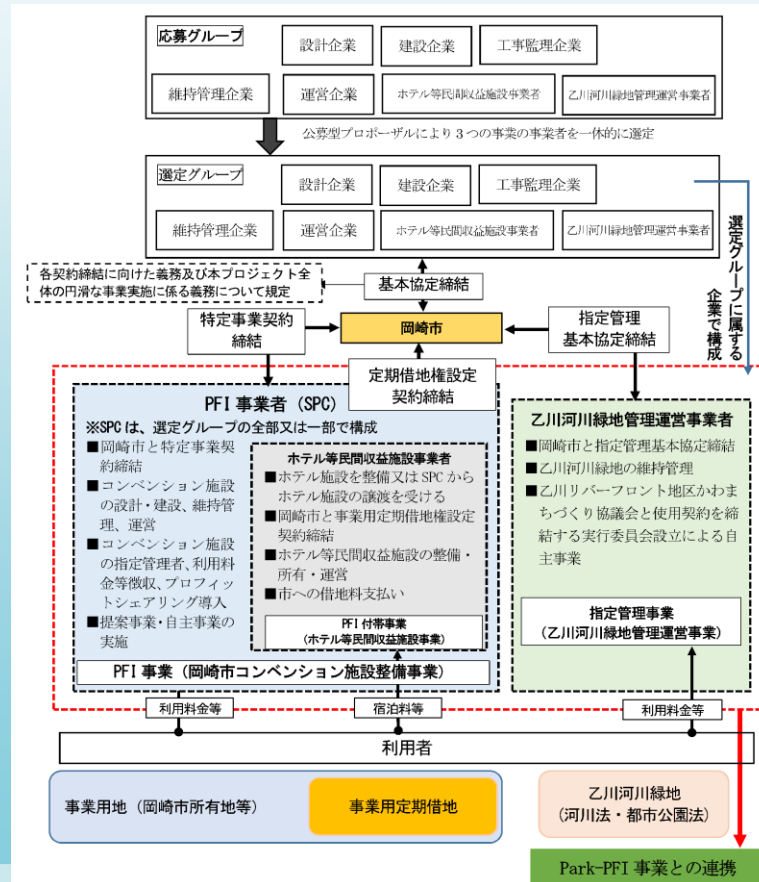 応募グループ
設計企業
建設企業
工事監理企業
維持管理企業
運営企業
ホテル等民間収益施設事業者
乙川河川緑地管理運営事業者
公募型プロポーザルにより3つの事業の事業者を一体的に選定
選定グループ
設計企業
建設企業
工事監理企業
維持管理企業
運営企業
ホテル等民間収益施設事業者
乙川河川緑地管理運営事業者
選定グループに属する
企業で構成
各契約締結に向けた義務及び本プロジェクト全
体の円滑な事業実施に係る義務について規定
基本協定締結
特定事業契約
締結
岡崎市
指定管理
基本協定締結
定期借地権設定
契約締結
PFI 事業者(SPC)
※SPCは、選定グループの全部又は一部で構成
■岡崎市と特定事業契
約締結
■コンベンション施設
の設計・建設、維持管
理、運営
■コンベンション施設
の指定管理者、利用料
金等徴収、プロフィッ
トシェアリング導入
■提案事業・自主事業の
実施
ホテル等民間収益施設事業者
■ホテル施設を整備又はSPCから
ホテル施設の譲渡を受ける
■岡崎市と事業用定期借地権設定
契約締結
■ホテル等民間収益施設の整備・
所有・運営
■市への借地料支払い
PFI 付帯事業
(ホテル等民間収益施設事業)
PFI 事業(岡崎市コンベンション施設整備事業)
乙川河川緑地管理運営事業者
■岡崎市と指定管理基本協定締結
■乙川河川緑地の維持管理
■乙川リバーフロント地区かわま
ちづくり協議会と使用契約を締
結する実行委員会設立による自
主事業
指定管理事業
(乙川河川緑地管理運営事業)
利用料金等
宿泊料等
利用料金等
利用者
事業用地(岡崎市所有地等)
事業用定期借地
乙川河川緑地
(河川法・都市公園法)
Park-PFI 事業との連携